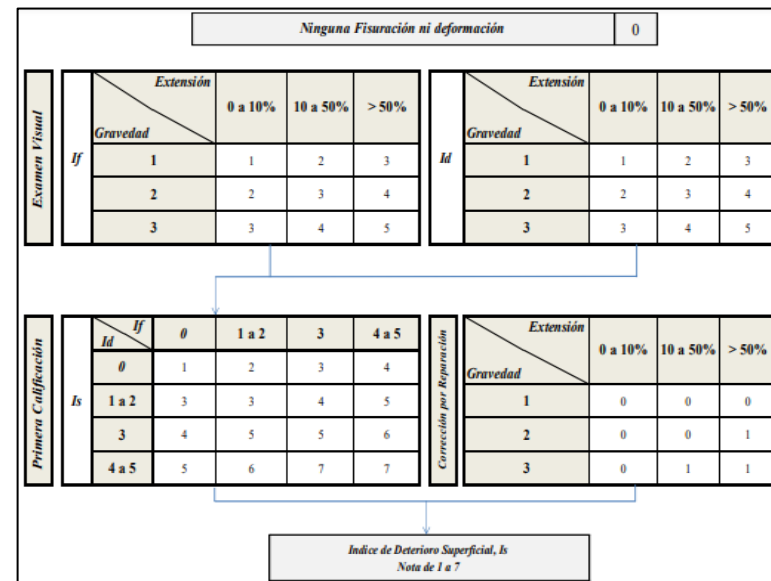 Ninguna Fisuración ni deformación 0
Examen Visual
If
Extensión
Gravedad
0 a 10% 10 a 50% > 50%
1 1 2 3
2 2 3 4
3 3 4 5
Id
Extensión
Gravedad
0 a 10% 10 a 50% > 50%
1 1 2 3
2 2 3 4
3 3 4 5
Primera Calificación
Is
If
Id
0 1 a 2 3 4 a 5
0 1 2 3 4
1 a 2 3 3 4 5
3 4 5 5 6
4 a 5 5 6 7 7
Corrección por Reparación
Extensión
Gravedad
0 a 10% 10 a 50% > 50%
1 0 0 0
2 0 0 1
3 0 1 1
Indice de Deterioro Superficial, Is
Nota de 1 a 7